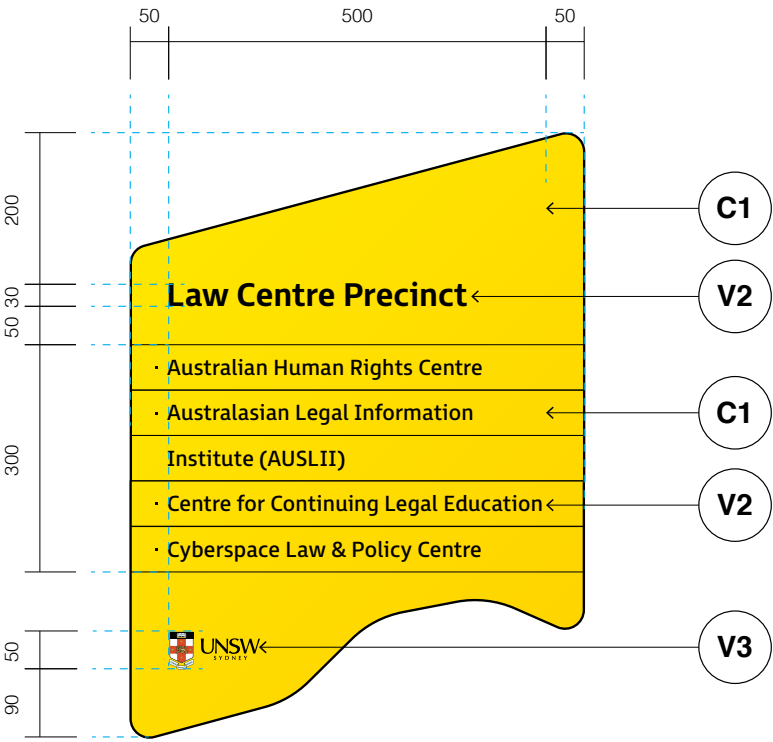 50 500 50
200
C1
30
Law Centre Precinct
V2
50
· Australian Human Rights Centre
· Australasian Legal Information
C1
300
Institute (AUSLII)
· Centre for Continuing Legal Education
V2
· Cyberspace Law & Policy Centre
50
UNSW
SYDNEY
V3
90